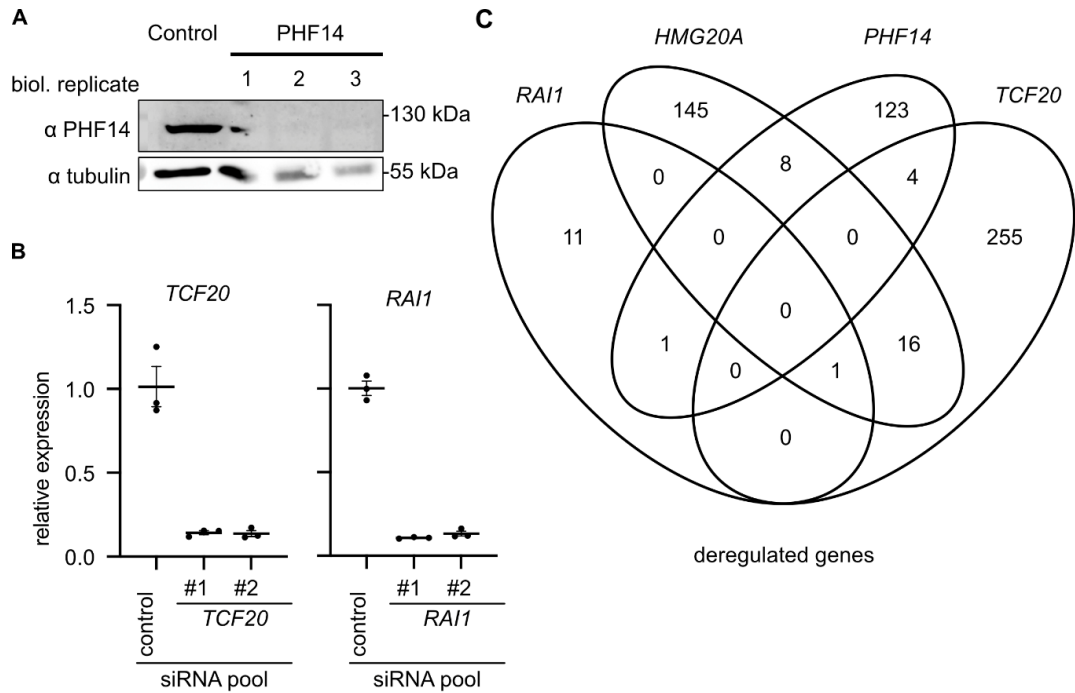 A
Control PHF14
biol. replicate 1 2 3
α PHF14 -130 kDa
α tubulin -55 kDa
B
TCF20 RAI1
relative expression
1.5
1.0
0.5
0.0
control #1 #2 control #1 #2
TCF20 RAI1
siRNA pool siRNA pool
C
HMG20A PHF14
RAI1 TCF20
145 123
8
0 4
11 0 0 255
0
1 16
0 1
0
deregulated genes